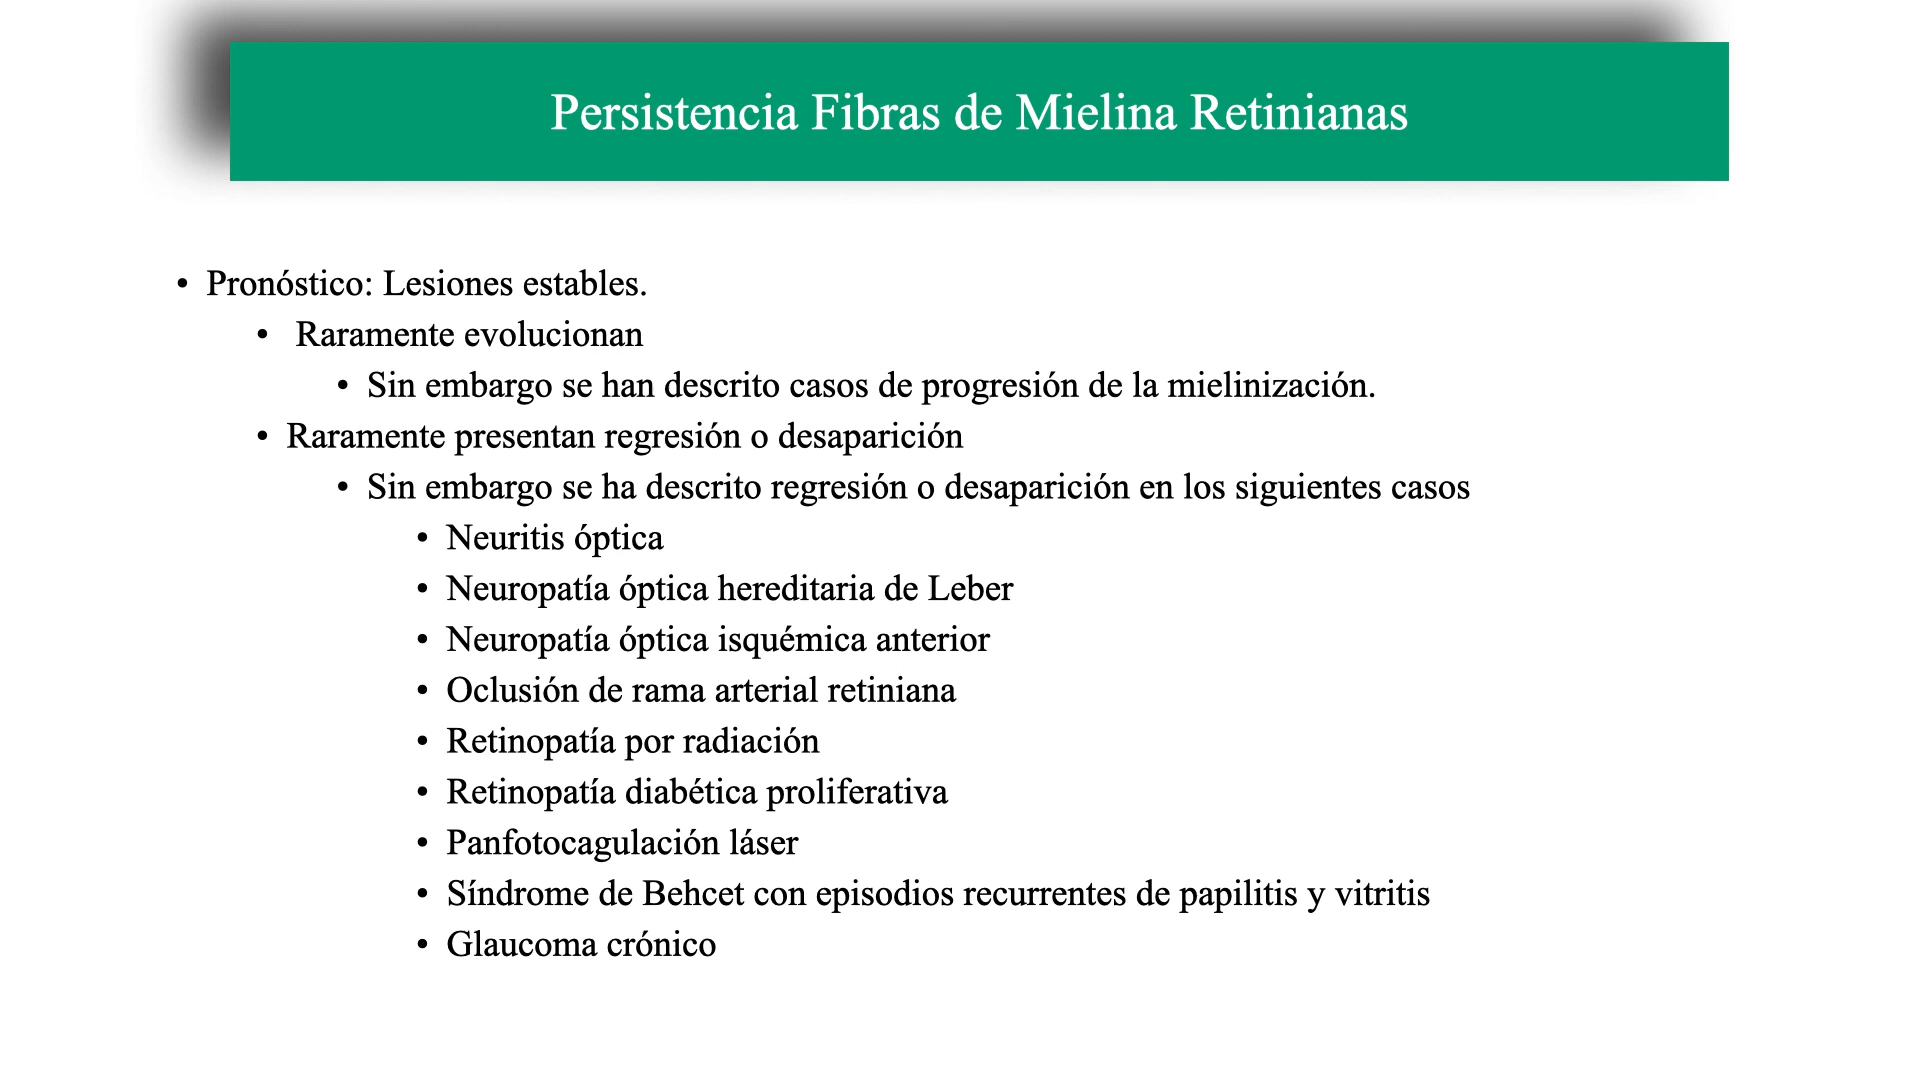 Persistencia Fibras de Mielina Retinianas
• Pronóstico: Lesiones estables.
• Raramente evolucionan
• Sin embargo se han descrito casos de progresión de la mielinización.
• Raramente presentan regresión o desaparición
• Sin embargo se ha descrito regresión o desaparición en los siguientes casos
• Neuritis óptica
• Neuropatía óptica hereditaria de Leber
• Neuropatía óptica isquémica anterior
• Oclusión de rama arterial retiniana
• Retinopatía por radiación
• Retinopatía diabética proliferativa
• Panfotocagulación láser
• Síndrome de Behcet con episodios recurrentes de papilitis y vitritis
• Glaucoma crónico